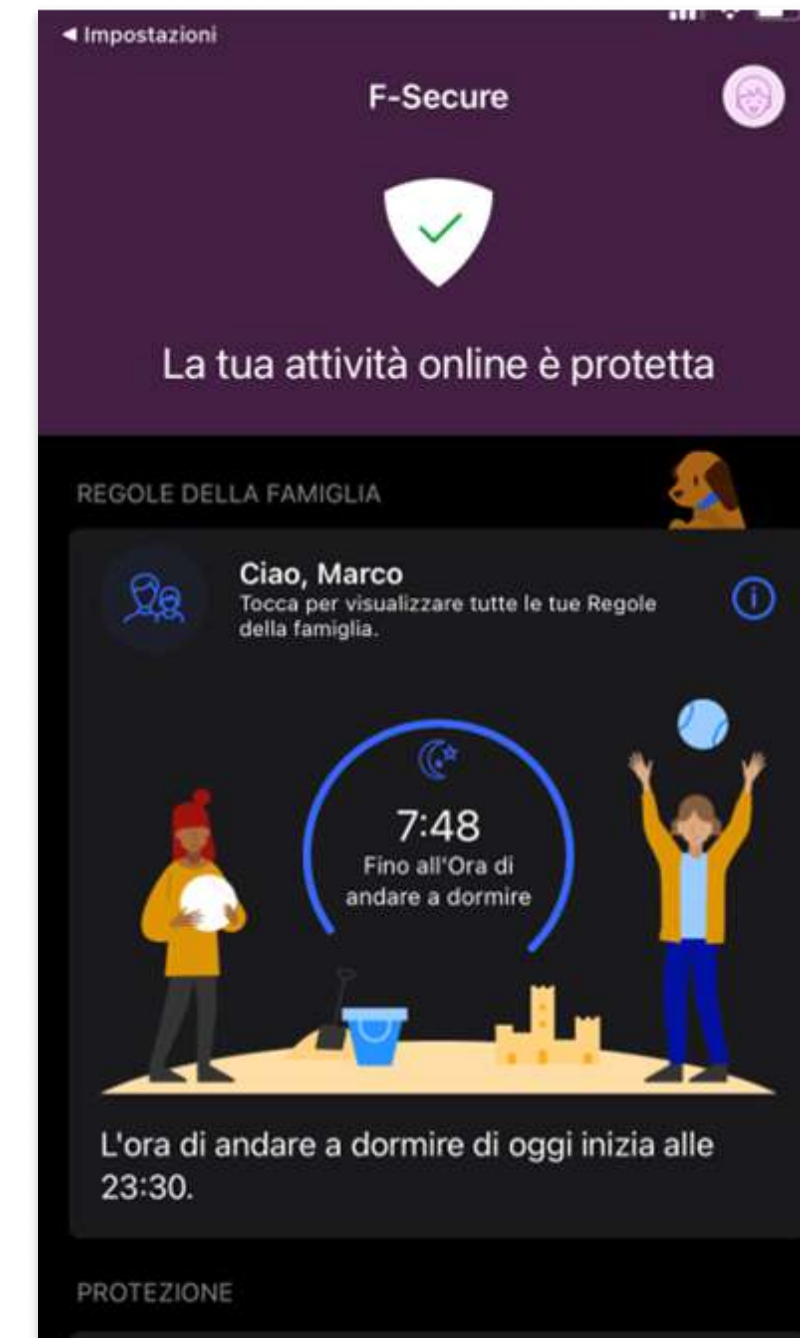 ◀ Impostazioni
F-Secure
La tua attività online è protetta
REGOLE DELLA FAMIGLIA
Ciao, Marco
Tocca per visualizzare tutte le tue Regole
della famiglia.
7:48
Fino all'Ora di
andare a dormire
L'ora di andare a dormire di oggi inizia alle
23:30.
PROTEZIONE